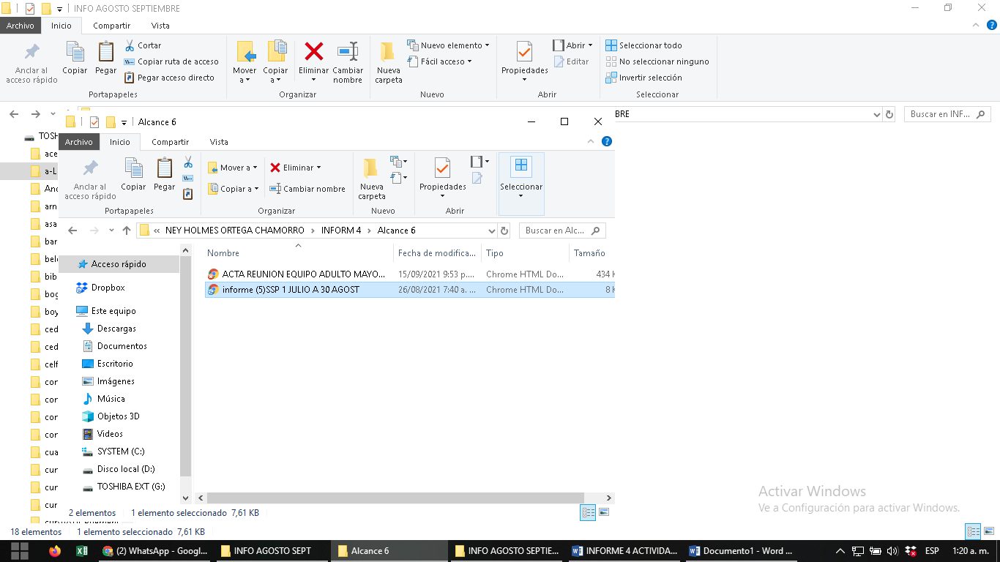 INFO AGOSTO SEPTIEMBRE
Archivo Inicio Compartir Vista
Anclar al acceso rápido
Copiar
Pegar
Cortar
Copiar ruta de acceso
Pegar acceso directo
Portapapeles
Mover a
Copiar a
Eliminar
Cambiar nombre
Organizar
Nueva carpeta
Nuevo elemento
Fácil acceso
Nuevo
Propiedades
Abrir
Editar
Abrir
Seleccionar todo
No seleccionar ninguno
Invertir selección
Seleccionar
BRE
Buscar en INF...
TOSH
ace
a-L
And
arn
asa
bar
bel
bib
bog
boy
ced
ced
celf
cor
cor
cor
cor
cua
cur
cur
cur
Alcance 6
Archivo Inicio Compartir Vista
Anclar al acceso rápido
Copiar
Pegar
Portapapeles
Mover a
Copiar a
Eliminar
Cambiar nombre
Organizar
Nueva carpeta
Nuevo
Propiedades
Abrir
Seleccionar
« NEY HOLMES ORTEGA CHAMORRO > INFORM 4 > Alcance 6
Buscar en Alc...
Acceso rápido
Dropbox
Este equipo
Descargas
Documentos
Escritorio
Imágenes
Música
Objetos 3D
Videos
SYSTEM (C:)
Disco local (D:)
TOSHIBA EXT (G:)
Nombre Fecha de modifica... Tipo Tamaño
ACTA REUNION EQUIPO ADULTO MAYO... 15/09/2021 9:53 p.... Chrome HTML Do... 434 K
informe (5)SSP 1 JULIO A 30 AGOST 26/08/2021 7:40 a. ... Chrome HTML Do... 8 K
2 elementos 1 elemento seleccionado 7,61 KB
Activar Windows
Ve a Configuración para activar Windows.
18 elementos 1 elemento seleccionado 7,61 KB
(2) WhatsApp - Googl... INFO AGOSTO SEPT Alcance 6 INFO AGOSTO SEPTIE... INFORME 4 ACTIVIDA... Documento1 - Word ... ESP 1:20 a. m.